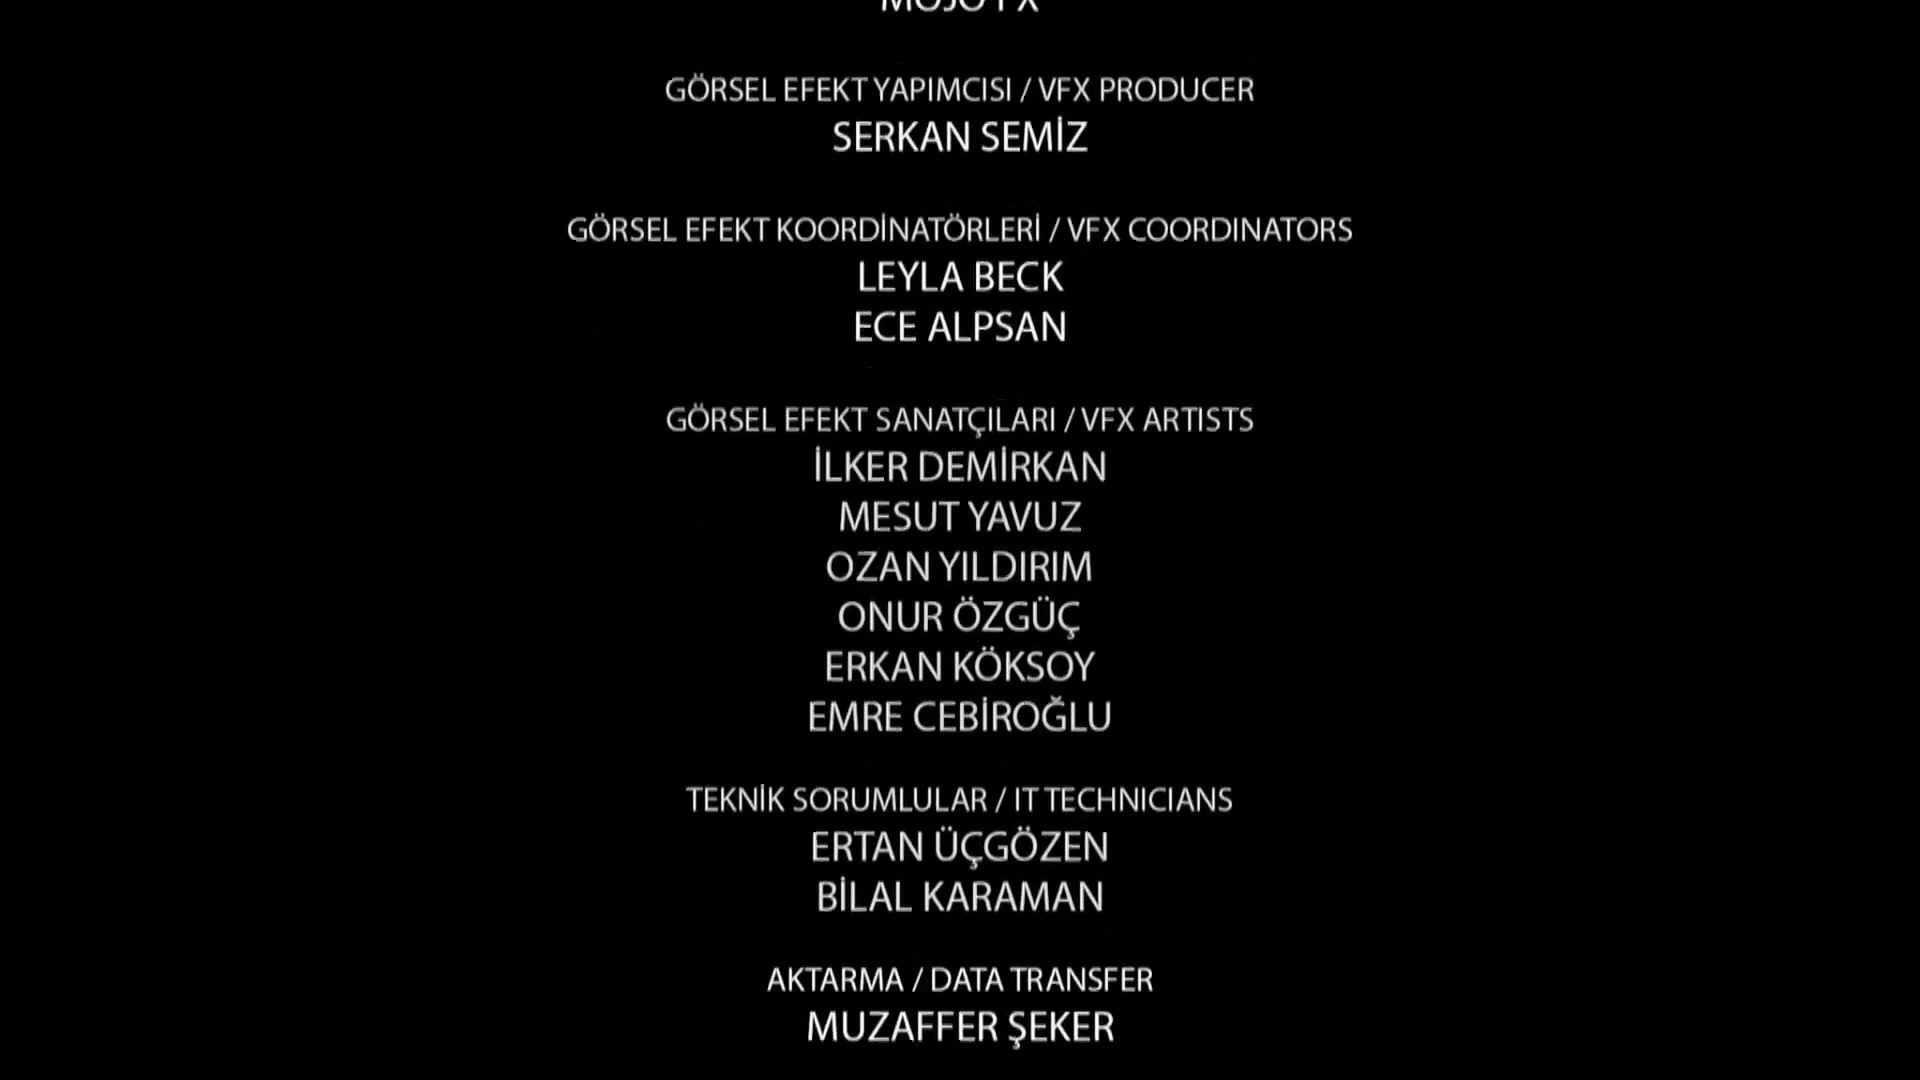 MOJO FX
GÖRSEL EFEKT YAPIMCISI / VFX PRODUCER
SERKAN SEMİZ
GÖRSEL EFEKT KOORDİNATÖRLERİ / VFX COORDINATORS
LEYLA BECK
ECE ALPSAN
GÖRSEL EFEKT SANATÇILARI / VFX ARTISTS
İLKER DEMİRKAN
MESUT YAVUZ
OZAN YILDIRIM
ONUR ÖZGÜÇ
ERKAN KÖKSOY
EMRE CEBİROĞLU
TEKNİK SORUMLULAR / IT TECHNICIANS
ERTAN ÜÇGÖZEN
BİLAL KARAMAN
AKTARMA / DATA TRANSFER
MUZAFFER ŞEKER